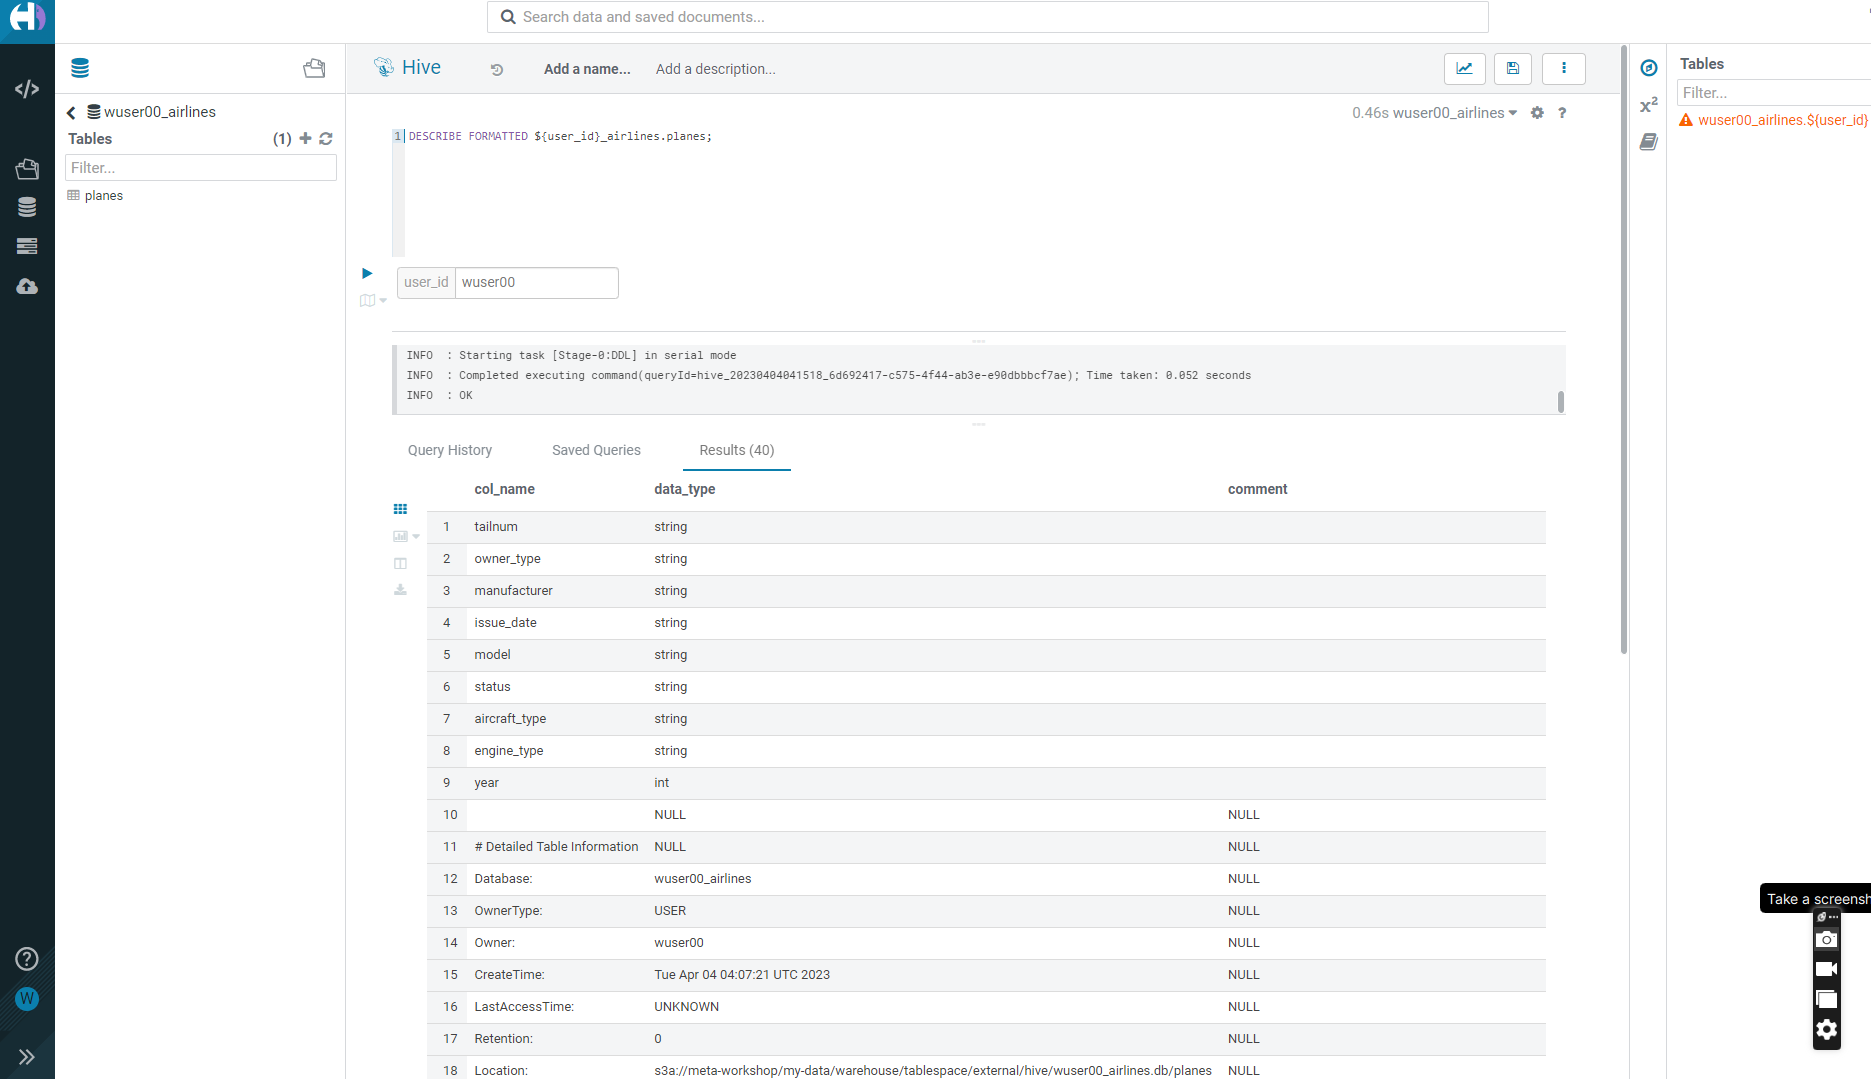 Search data and saved documents...
wuser00_airlines
Tables (1)
Filter...
planes
Hive Add a name... Add a description...
0.46s wuser00_airlines ?
1 DESCRIBE FORMATTED ${user_id}_airlines.planes;
user_id wuser00
INFO : Starting task [Stage-0:DDL] in serial mode
INFO : Completed executing command(queryId=hive_20230404041518_6d692417-c575-4f44-ab3e-e90dbbbcf7ae); Time taken: 0.052 seconds
INFO : OK
Query History Saved Queries Results (40)
col_name data_type comment
1 tailnum string
2 owner_type string
3 manufacturer string
4 issue_date string
5 model string
6 status string
7 aircraft_type string
8 engine_type string
9 year int
10 NULL NULL
11 # Detailed Table Information NULL NULL
12 Database: wuser00_airlines NULL
13 OwnerType: USER NULL
14 Owner: wuser00 NULL
15 CreateTime: Tue Apr 04 04:07:21 UTC 2023 NULL
16 LastAccessTime: UNKNOWN NULL
17 Retention: 0 NULL
18 Location: s3a://meta-workshop/my-data/warehouse/tablespace/external/hive/wuser00_airlines.db/planes NULL
Tables
Filter...
wuser00_airlines.${user_id}
x²
Take a screensh
?
W